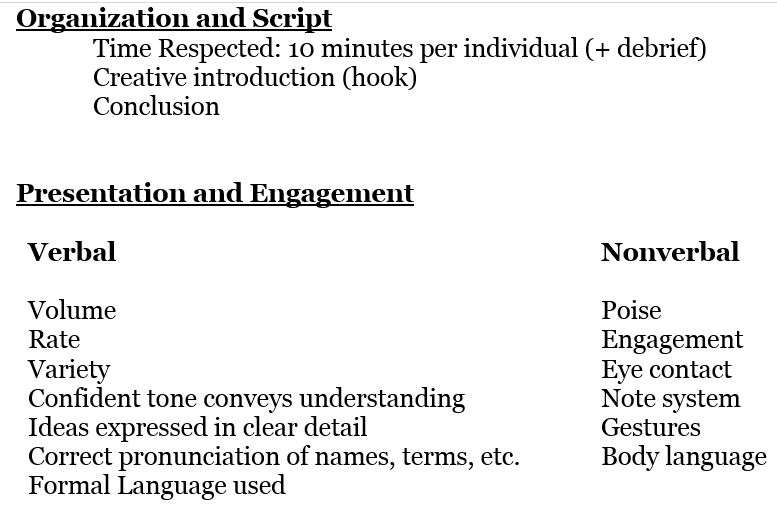 Organization and Script
Time Respected: 10 minutes per individual (+ debrief)
Creative introduction (hook)
Conclusion
Presentation and Engagement
Verbal Nonverbal
Volume Poise
Rate Engagement
Variety Eye contact
Confident tone conveys understanding Note system
Ideas expressed in clear detail Gestures
Correct pronunciation of names, terms, etc. Body language
Formal Language used